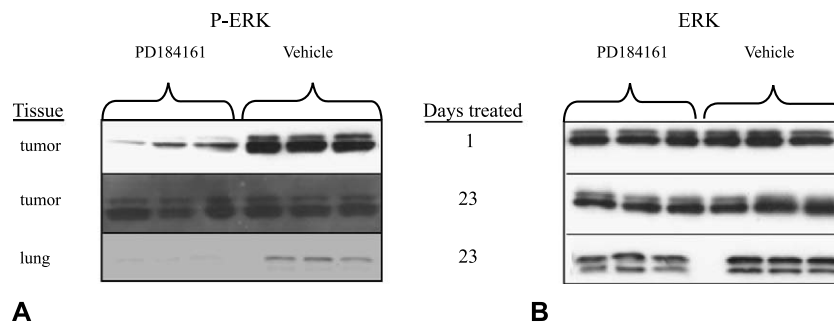 P-ERK
ERK
PD184161 Vehicle
PD184161 Vehicle
Tissue
Days treated
tumor 1
tumor 23
lung 23
A
B